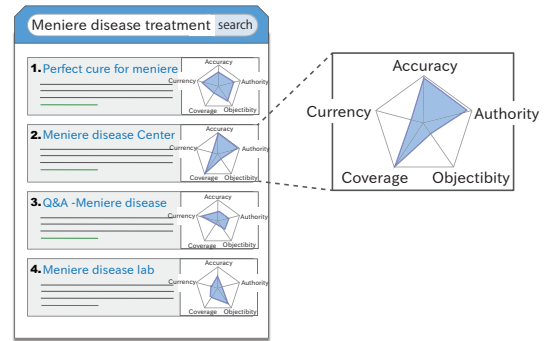 Meniere disease treatment search
1. Perfect cure for meniere
Accuracy
Currency
Authority
Coverage Objectibity
2. Meniere disease Center
Accuracy
Currency
Authority
Coverage Objectibity
3. Q&A -Meniere disease
Accuracy
Currency
Authority
Coverage Objectibity
4. Meniere disease lab
Accuracy
Currency
Authority
Coverage Objectibity
Accuracy
Currency
Authority
Coverage Objectibity